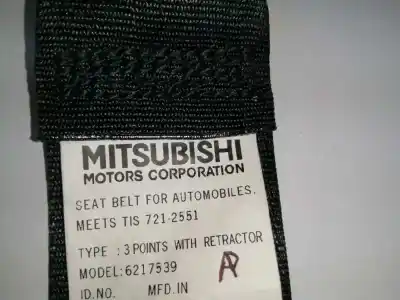 MITSUBISHI
MOTORS CORPORATION
SEAT BELT FOR AUTOMOBILES.
MEETS TIS 721-2551
TYPE : 3 POINTS WITH RETRACTOR
MODEL:6217539
ID.NO. MFD.IN